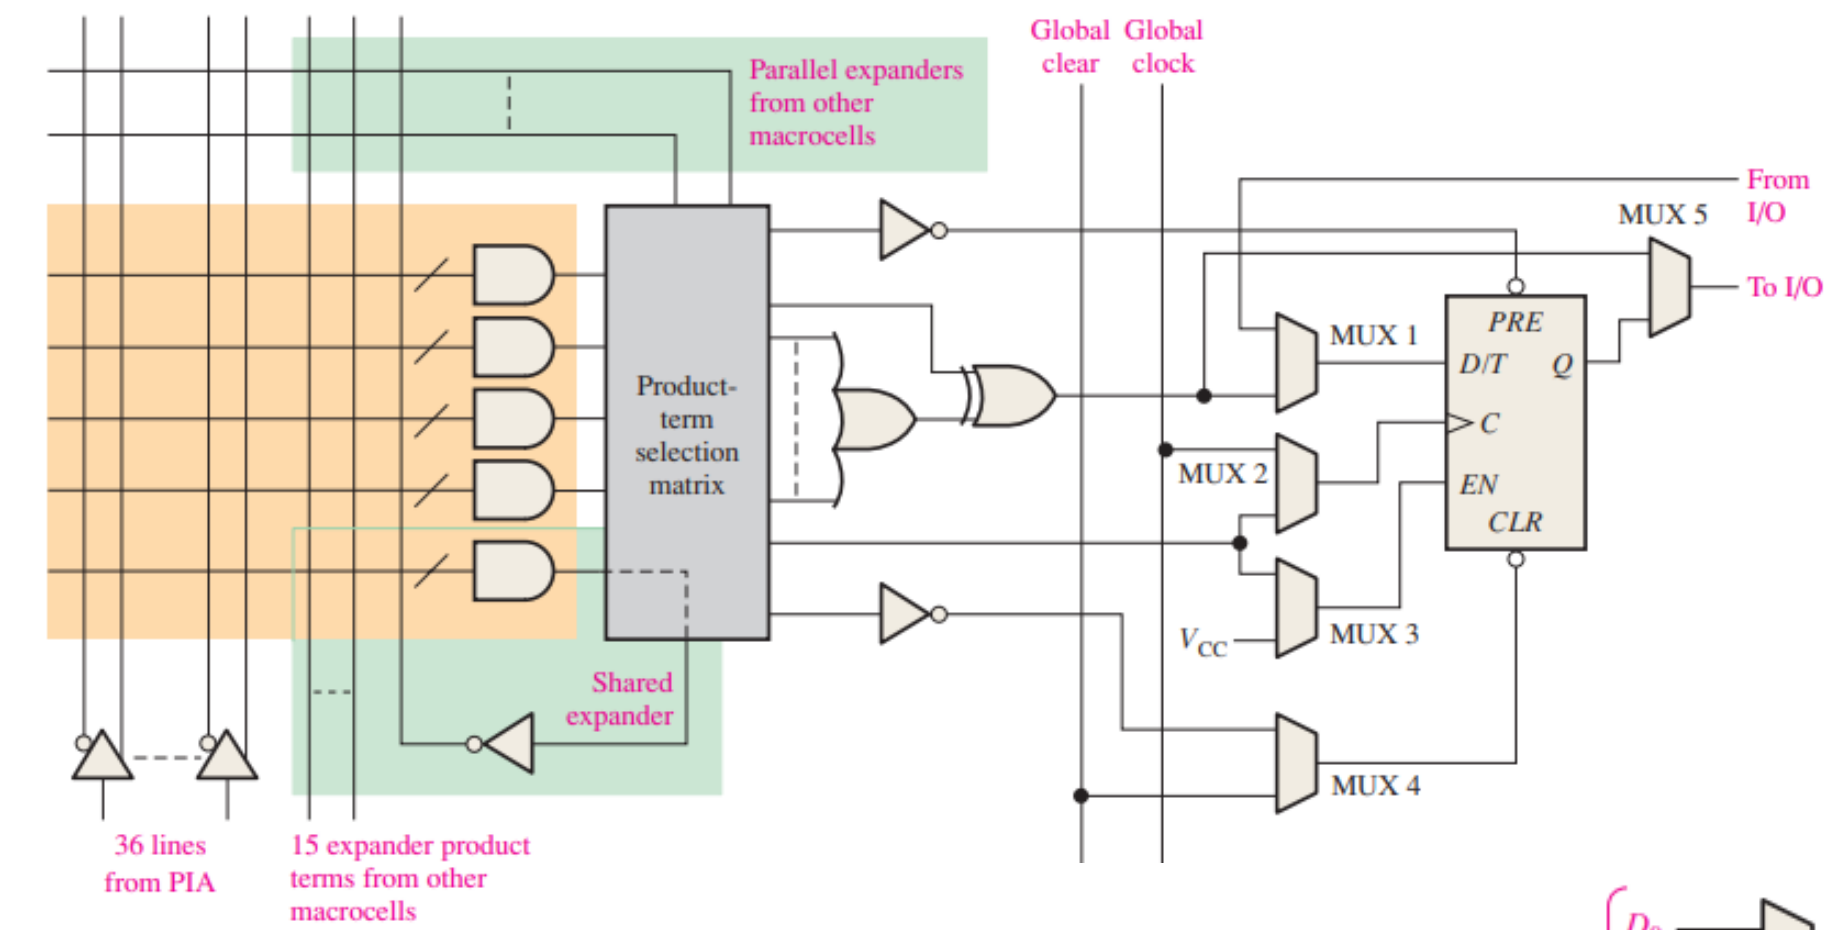 Global Global
clear clock
Parallel expanders
from other
macrocells
From
I/O
MUX 5
To I/O
MUX 1
PRE
D/T Q
C
EN
CLR
Product-
term
selection
matrix
MUX 2
MUX 3
VCC
Shared
expander
MUX 4
36 lines
from PIA
15 expander product
terms from other
macrocells